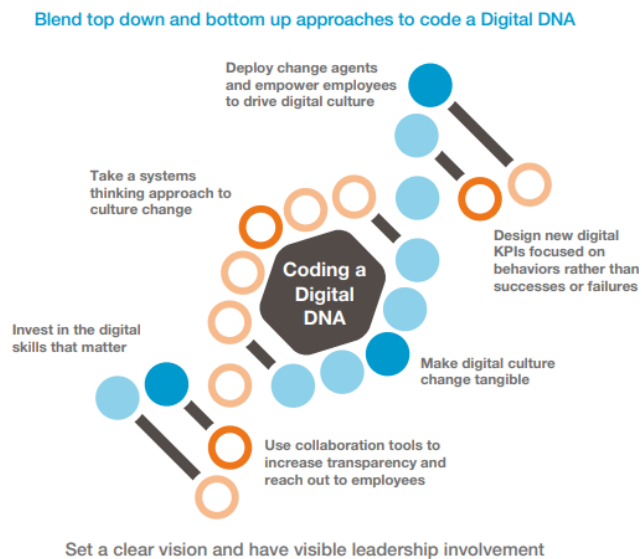 Blend top down and bottom up approaches to code a Digital DNA
Deploy change agents
and empower employees
to drive digital culture
Take a systems
thinking approach to
culture change
Design new digital
KPIs focused on
behaviors rather than
successes or failures
Coding a
Digital
DNA
Invest in the digital
skills that matter
Make digital culture
change tangible
Use collaboration tools to
increase transparency and
reach out to employees
Set a clear vision and have visible leadership involvement